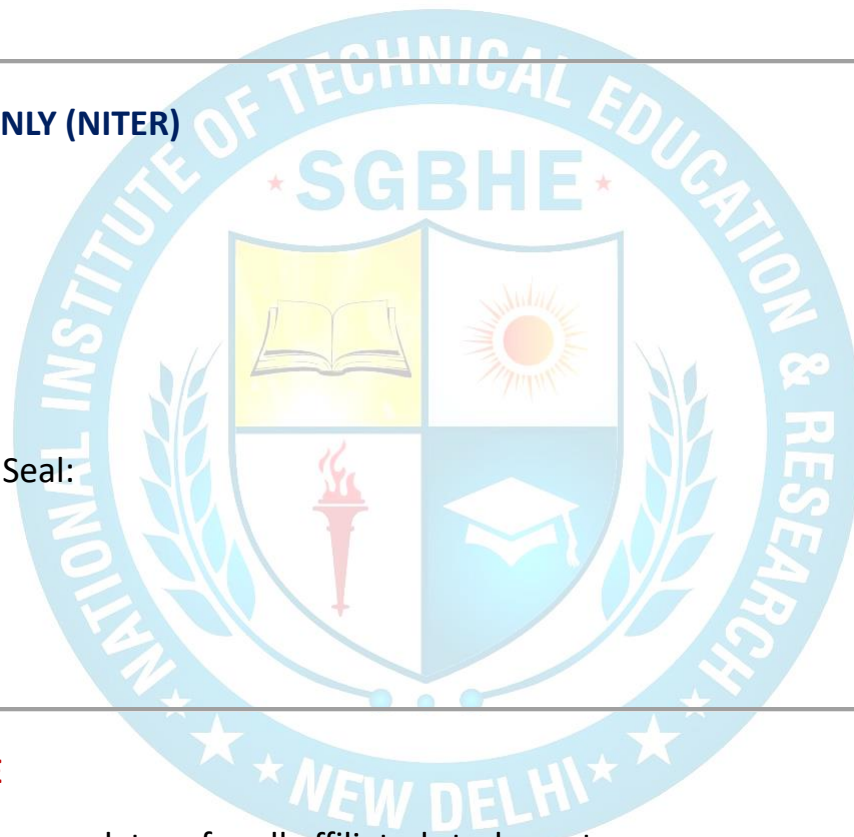 NATIONAL INSTITUTE OF TECHNICAL EDUCATION & RESEARCH
NLY (NITER)
SGBHE
Seal:
NEW DELHI